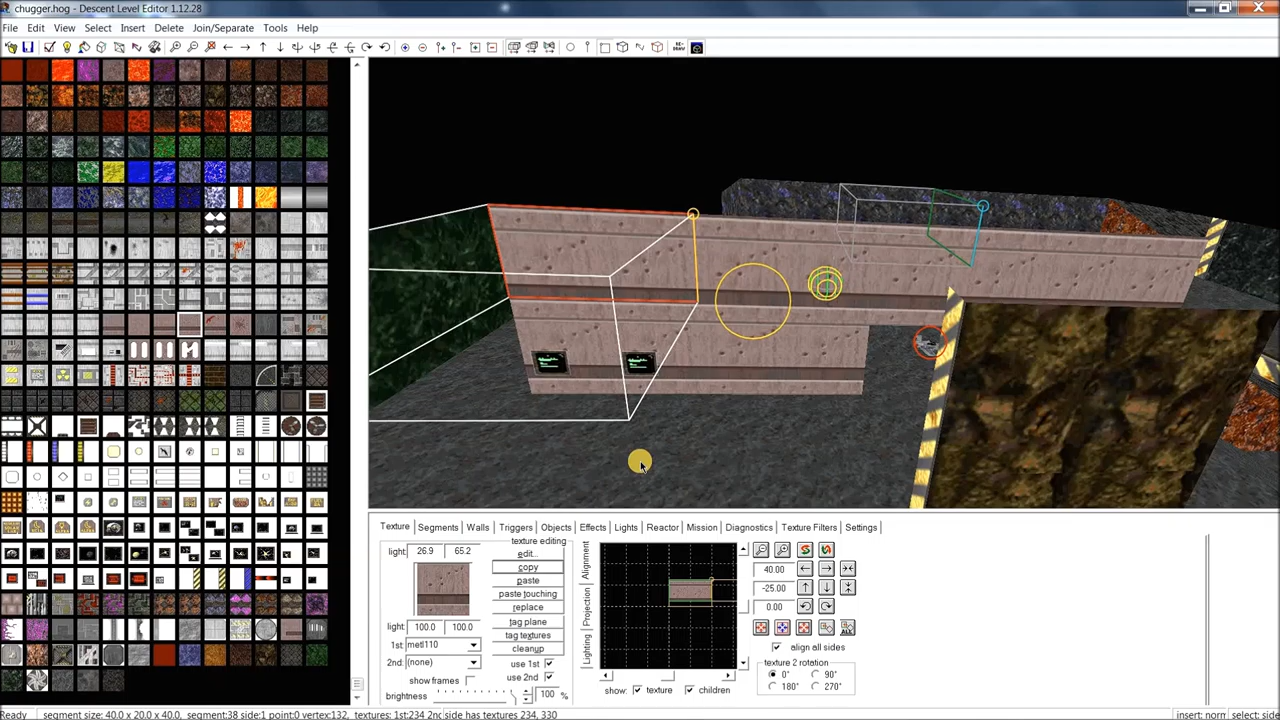 chugger.hog - Descent Level Editor 1.12.28
File Edit View Select Insert Delete Join/Separate Tools Help
Texture Segments Walls Triggers Objects Effects Lights Reactor Mission Diagnostics Texture Filters Settings
texture editing
light: 26.9 65.2
edit...
copy
paste
paste touching
replace
tag plane
tag textures
cleanup
light: 100.0 100.0
1st: metl110
2nd: (none)
use 1st
use 2nd
show frames
brightness 100 %
Alignment
Projection
Lighting
show: texture children
40.00
-25.00
0.00
ALL
align all sides
texture 2 rotation
0° 90°
180° 270°
Ready segment size: 40.0 x 20.0 x 40.0, segment:38 side:1 point:0 vertex:132, textures: 1st:234 2nd side has textures 234, 330 insert: norn select: side